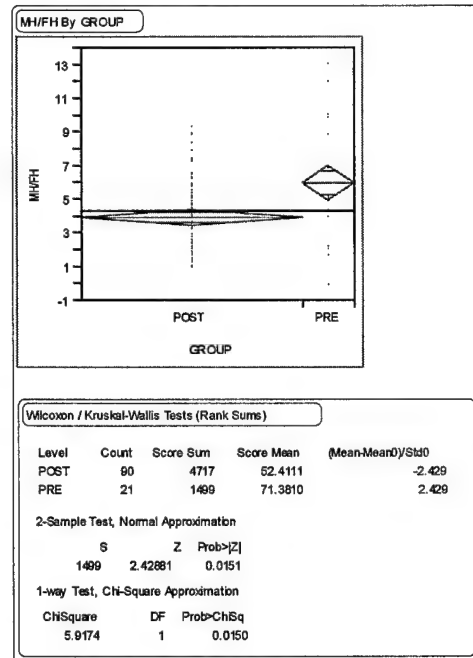 MH/FH By GROUP
13
11
9
7
5
3
1
-1
MH/FH
POST PRE
GROUP
Wilcoxon / Kruskal-Wallis Tests (Rank Sums)
Level Count Score Sum Score Mean (Mean-Mean0)/Std0
POST 90 4717 52.4111 -2.429
PRE 21 1499 71.3810 2.429
2-Sample Test, Normal Approximation
S Z Prob>|Z|
1499 2.42881 0.0151
1-way Test, Chi-Square Approximation
ChiSquare DF Prob>ChiSq
5.9174 1 0.0150